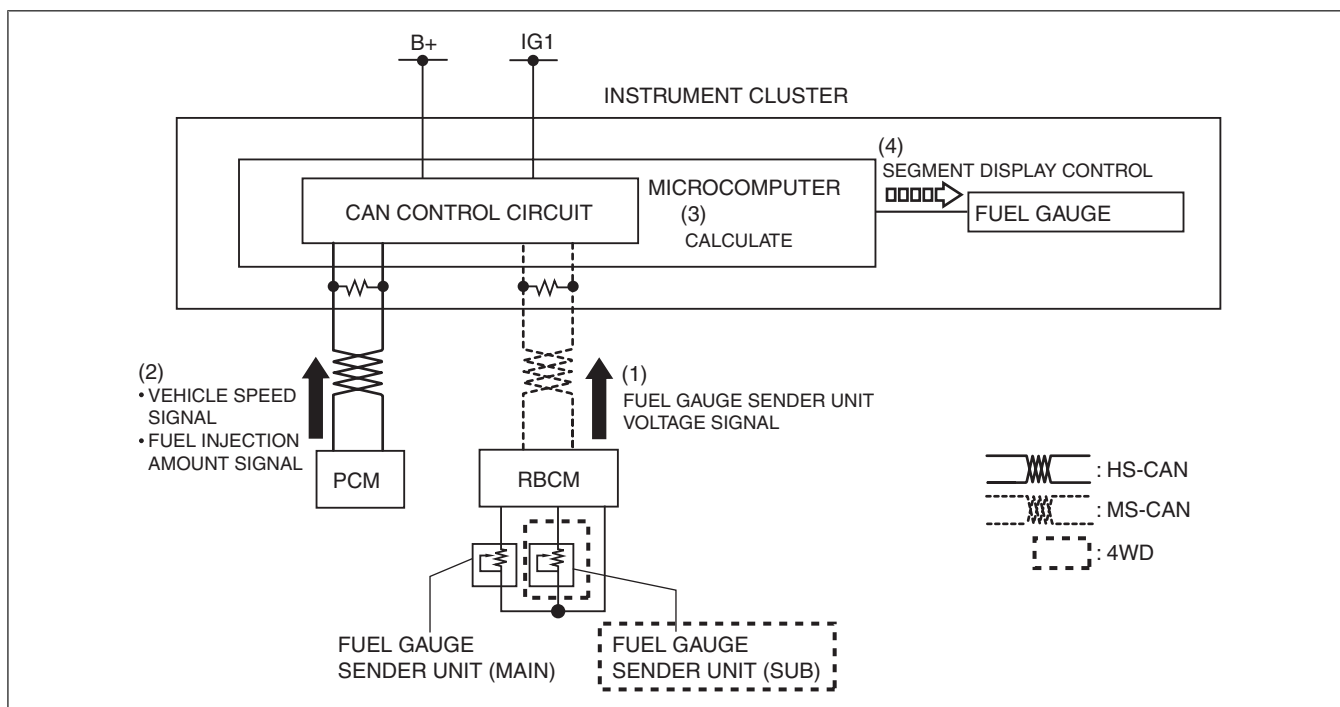 B+
IG1
INSTRUMENT CLUSTER
(4)
SEGMENT DISPLAY CONTROL
MICROCOMPUTER
CAN CONTROL CIRCUIT
(3)
CALCULATE
FUEL GAUGE
(2)
• VEHICLE SPEED
SIGNAL
• FUEL INJECTION
AMOUNT SIGNAL
(1)
FUEL GAUGE SENDER UNIT
VOLTAGE SIGNAL
PCM
RBCM
: HS-CAN
: MS-CAN
: 4WD
FUEL GAUGE
SENDER UNIT (MAIN)
FUEL GAUGE
SENDER UNIT (SUB)